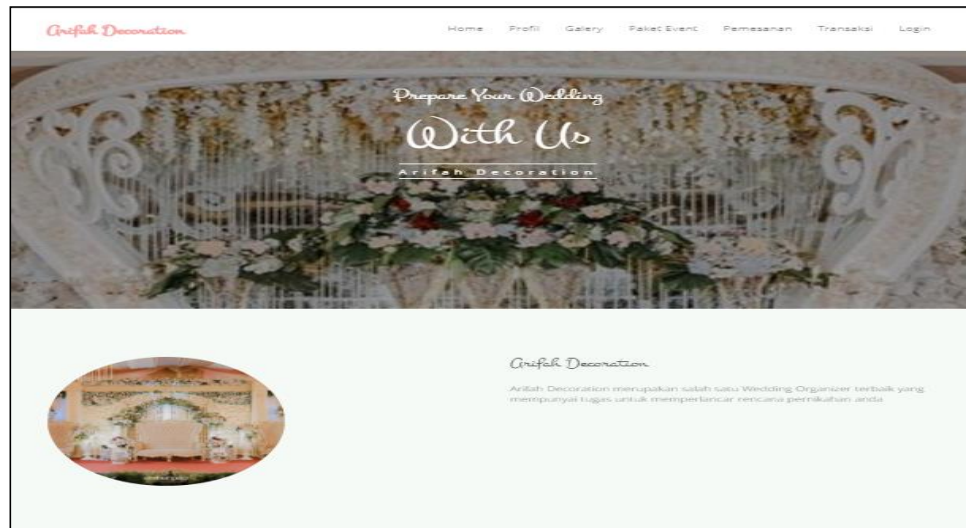 Arifah Decoration
Home Profil Galery Paket Event Pemesanan Transaksi Login
Prepare Your Wedding
With Us
Arifah Decoration
Arifah Decoration
Arifah Decoration merupakan salah satu Wedding Organizer terbaik yang
mempunyai tugas untuk memperlancar rencana pernikahan anda.